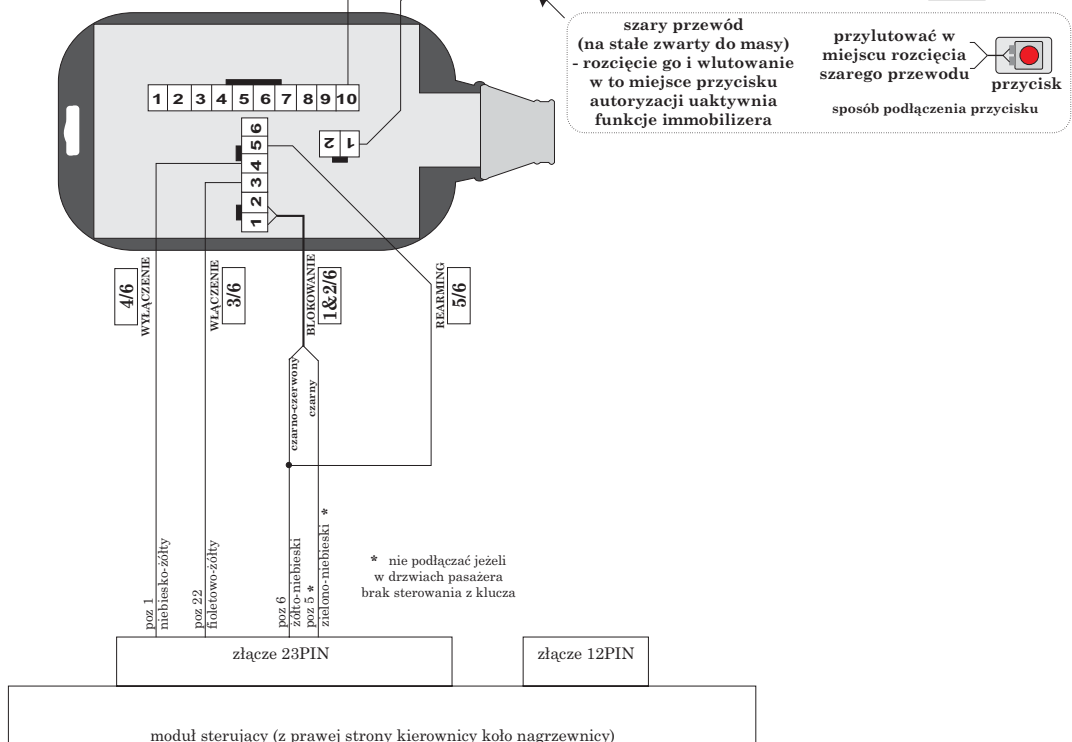 szary przewód
(na stałe zwarty do masy)
- rozcięcie go i wlutowanie
w to miejsce przycisku
autoryzacji uaktywnia
funkcje immobilizera
przylutować w
miejscu rozcięcia
szarego przewodu
przycisk
sposób podłączenia przycisku
1 2 3 4 5 6 7 8 9 10
6
5
4
3
2
1
2 1
4/6
WYŁĄCZENIE
WŁĄCZENIE
3/6
BLOKOWANIE
1&2/6
REARMING
5/6
czarno-czerwony
czarny
poz 1
niebiesko-żółty
poz 22
fioletowo-żółty
poz 6
żółto-niebieski
poz 5 *
zielono-niebieski *
* nie podłączać jeżeli
w drzwiach pasażera
brak sterowania z klucza
złącze 23PIN
złącze 12PIN
moduł sterujący (z prawej strony kierownicy koło nagrzewnicy)